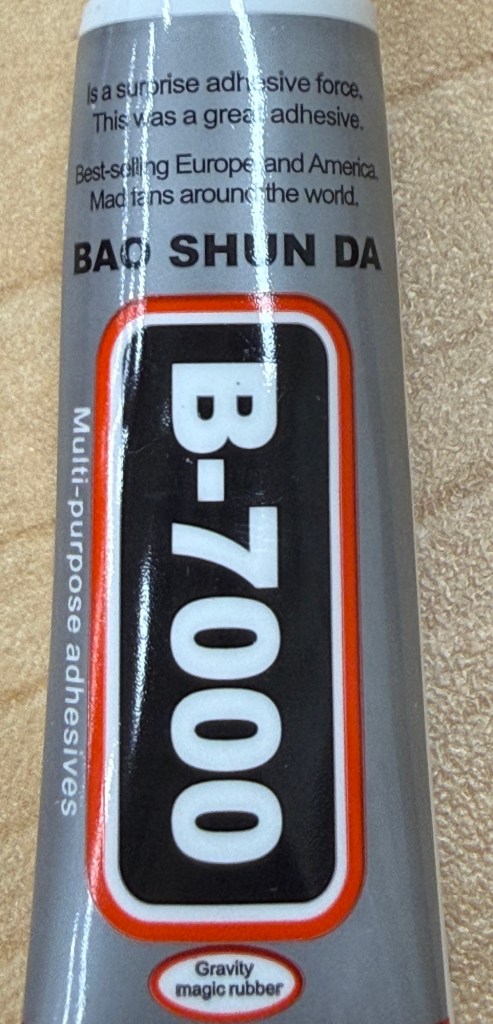 Is a surprise adhesive force.
This was a great adhesive.
Best-selling Europe and America.
Mad fans around the world.
BAO SHUN DA
B-7000
Multi-purpose adhesives
Gravity
magic rubber